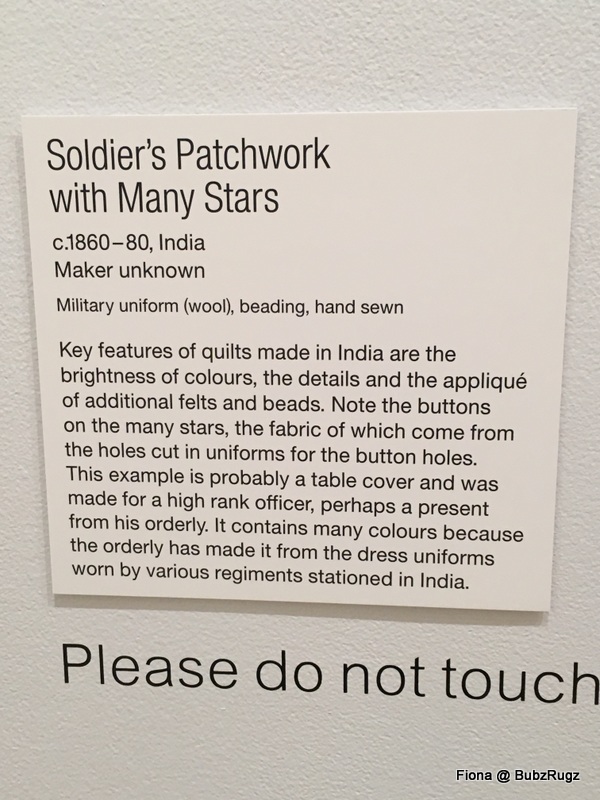 Soldier's Patchwork
with Many Stars
c.1860–80, India
Maker unknown
Military uniform (wool), beading, hand sewn
Key features of quilts made in India are the
brightness of colours, the details and the appliqué
of additional felts and beads. Note the buttons
on the many stars, the fabric of which come from
the holes cut in uniforms for the button holes.
This example is probably a table cover and was
made for a high rank officer, perhaps a present
from his orderly. It contains many colours because
the orderly has made it from the dress uniforms
worn by various regiments stationed in India.
Please do not touch
Fiona @ BubzRugz